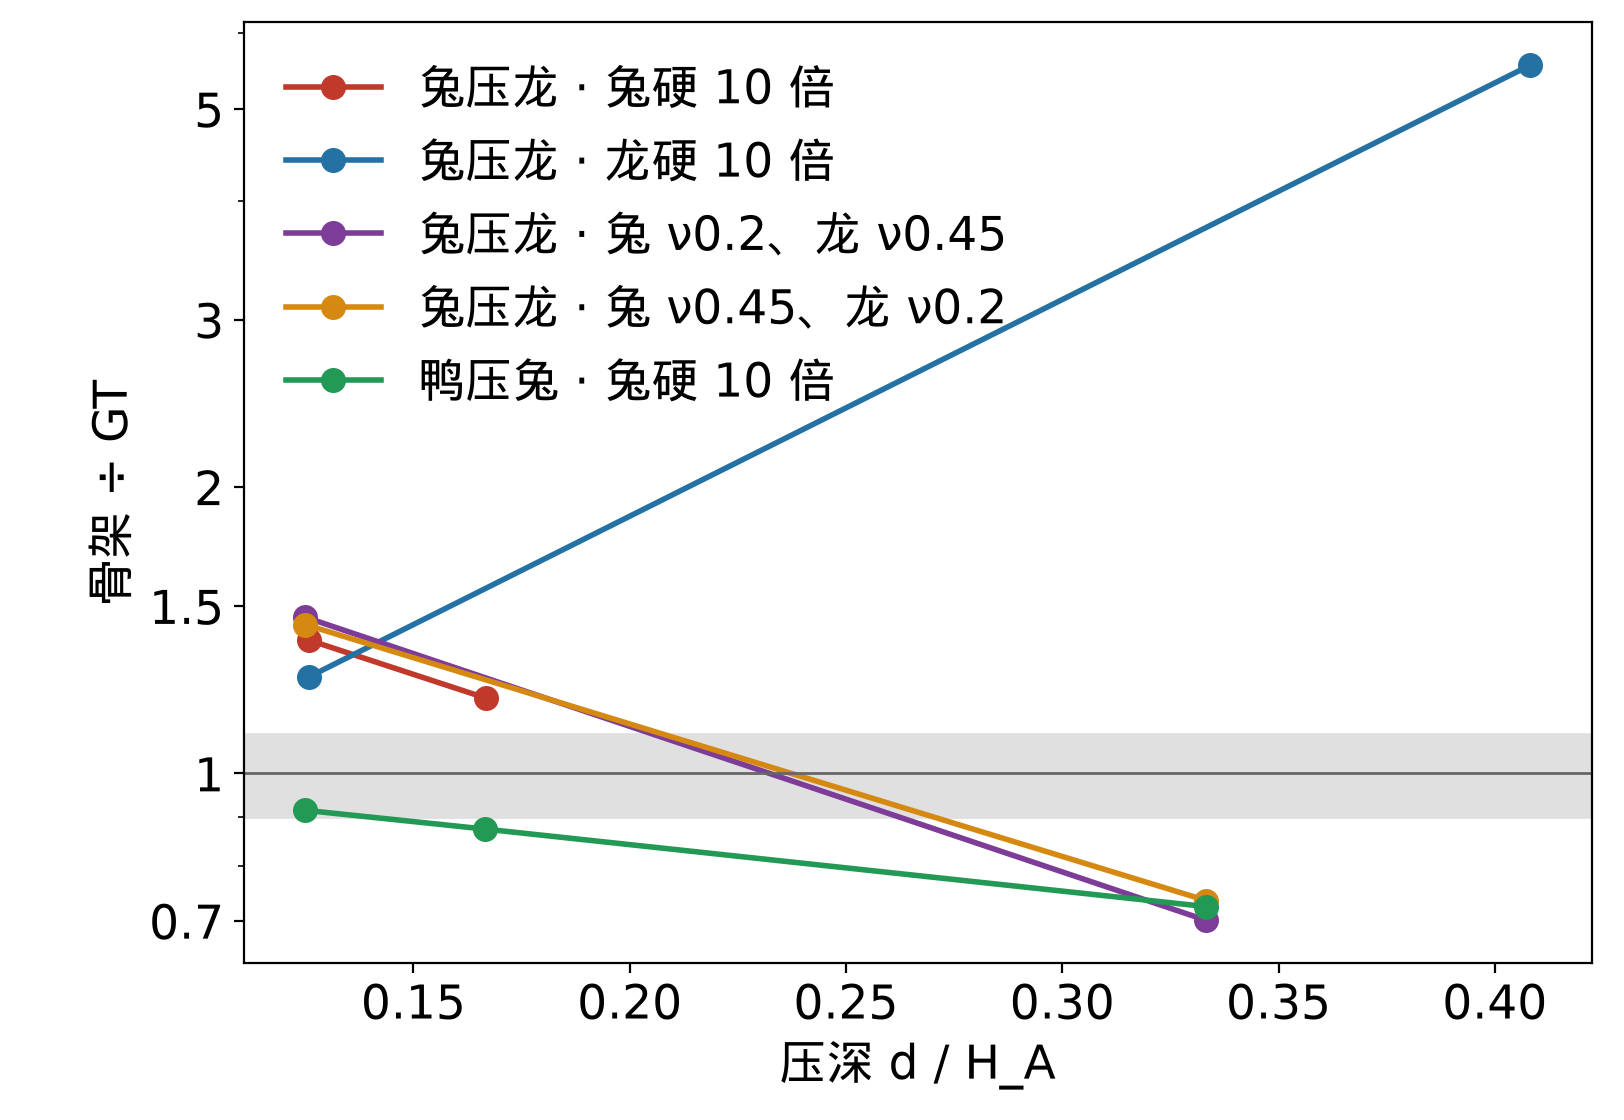 兔压龙 · 兔硬 10 倍
兔压龙 · 龙硬 10 倍
兔压龙 · 兔 ν0.2、龙 ν0.45
兔压龙 · 兔 ν0.45、龙 ν0.2
鸭压兔 · 兔硬 10 倍
骨架 ÷ GT
5
3
2
1.5
1
0.7
0.15 0.20 0.25 0.30 0.35 0.40
压深 d / H_A